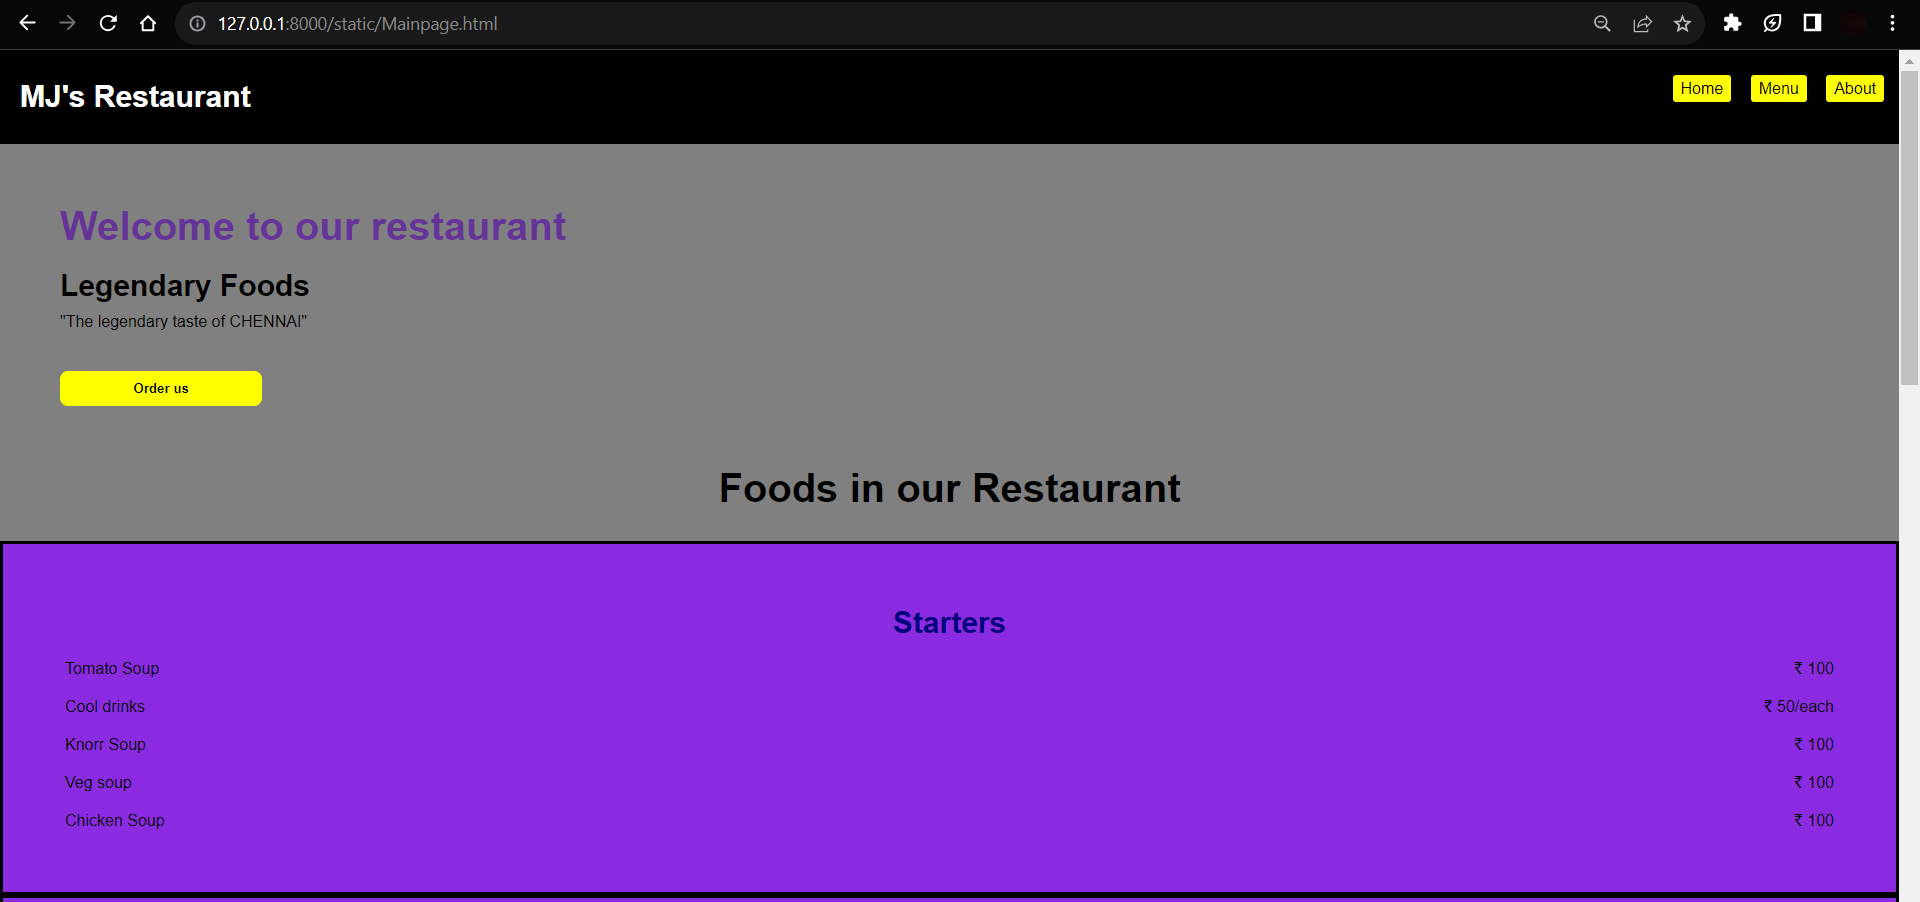 127.0.0.1:8000/static/Mainpage.html
MJ's Restaurant
Home Menu About
Welcome to our restaurant
Legendary Foods
"The legendary taste of CHENNAI"
Order us
Foods in our Restaurant
Starters
Tomato Soup ₹ 100
Cool drinks ₹ 50/each
Knorr Soup ₹ 100
Veg soup ₹ 100
Chicken Soup ₹ 100